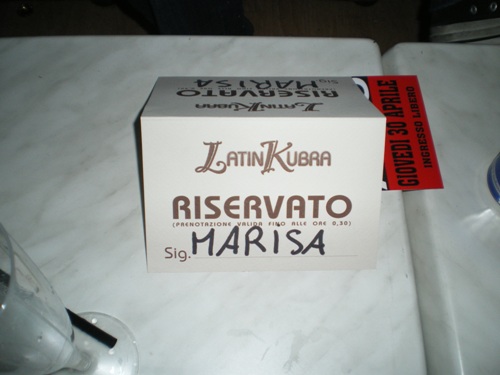 LATINKUBRA
RISERVATO
Sig. MARISA
LATINKUBRA
RISERVATO
(PRENOTAZIONE VALIDA FINO ALLE ORE 0,30)
Sig. MARISA
GIOVEDI 30 APRILE
INGRESSO LIBERO